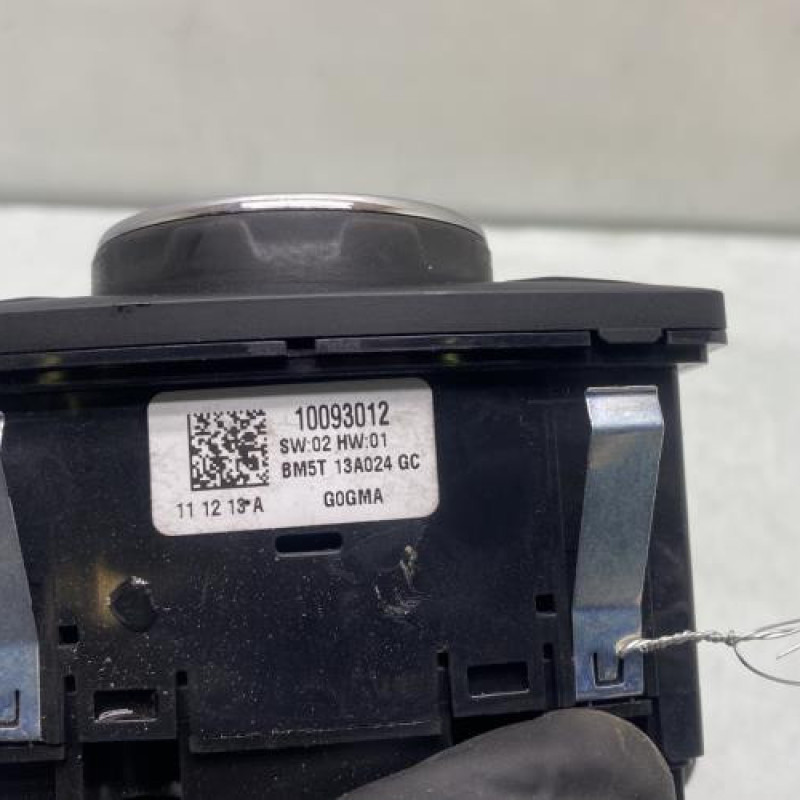 10093012
SW:02 HW:01
BM5T 13A024 GC
11 12 13 A
G0GMA